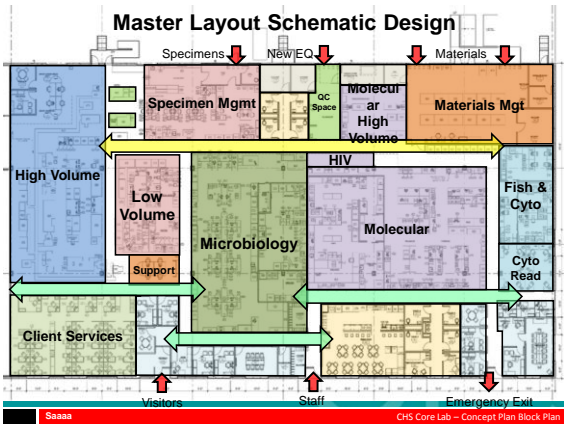 Master Layout Schematic Design
Specimens
New EQ
Materials
Specimen Mgmt
QC
Space
Molecul
ar High
Volume
Materials Mgt
High Volume
Low
Volume
HIV
Fish &
Cyto
Microbiology
Molecular
Support
Cyto
Read
Client Services
Visitors
Staff
Emergency Exit
Saaaa
CHS Core Lab – Concept Plan Block Plan